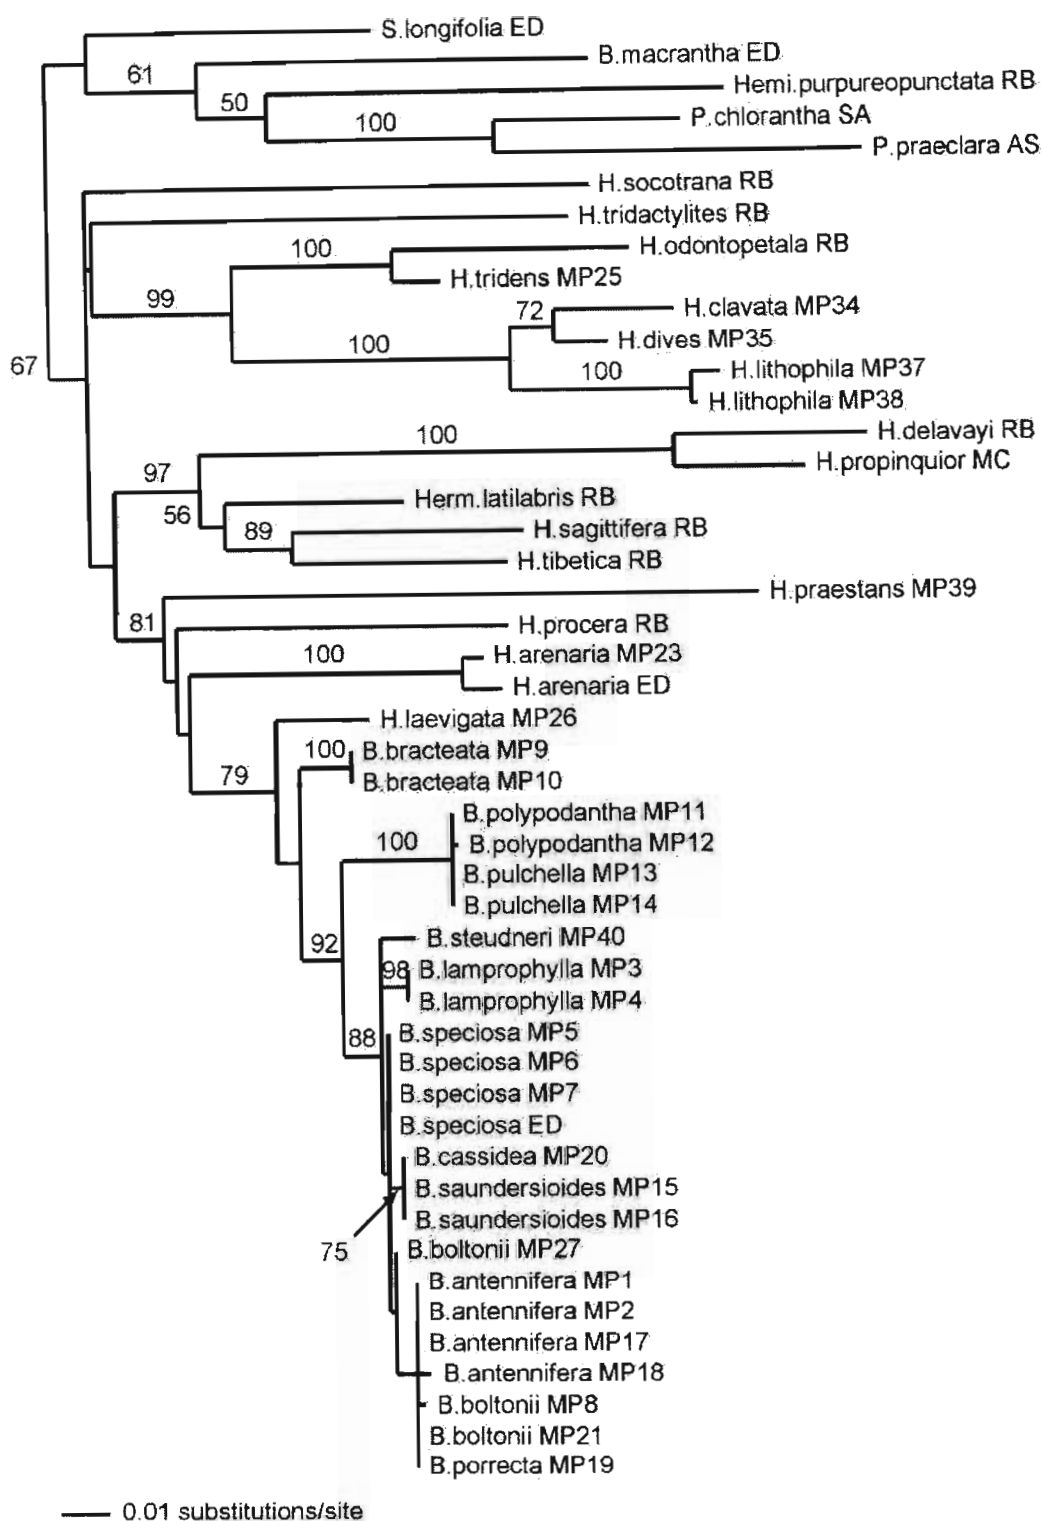 S.longifolia ED
61
B.macrantha ED
50
Hemi.purpureopunctata RB
100
P.chlorantha SA
P.praeclara AS
H.socotrana RB
H.tridactylites RB
100
H.odontopetala RB
H.tridens MP25
99
72
H.clavata MP34
100
H.dives MP35
67
100
H.lithophila MP37
H.lithophila MP38
100
H.delavayi RB
H.propinquior MC
97
56
Herm.latilabris RB
89
H.sagittifera RB
H.tibetica RB
H.praestans MP39
81
H.procera RB
100
H.arenaria MP23
H.arenaria ED
H.laevigata MP26
100
B.bracteata MP9
79
B.bracteata MP10
B.polypodantha MP11
100
B.polypodantha MP12
B.pulchella MP13
B.pulchella MP14
92
B.steudneri MP40
98
B.lamprophylla MP3
B.lamprophylla MP4
88
B.speciosa MP5
B.speciosa MP6
B.speciosa MP7
B.speciosa ED
B.cassidea MP20
B.saundersioides MP15
B.saundersioides MP16
75
B.boltonii MP27
B.antennifera MP1
B.antennifera MP2
B.antennifera MP17
B.antennifera MP18
B.boltonii MP8
B.boltonii MP21
B.porrecta MP19
0.01 substitutions/site